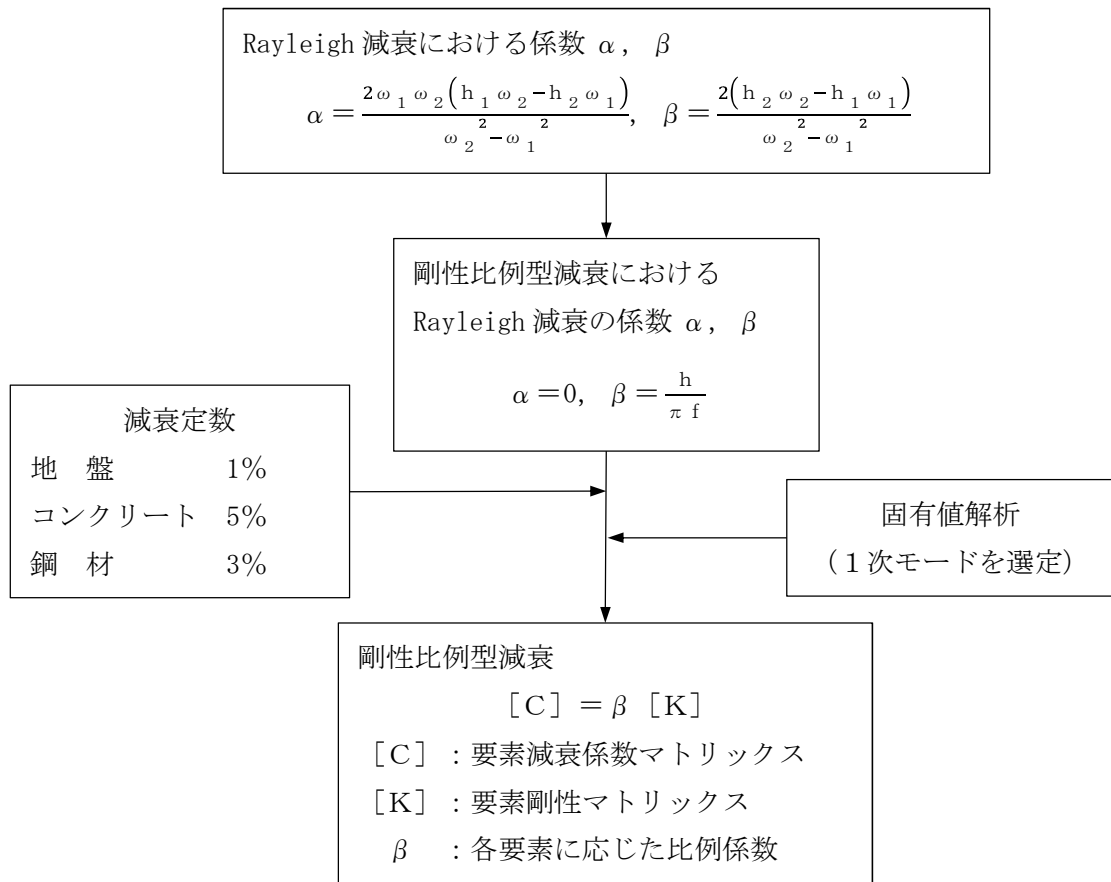 Rayleigh 減衰における係数 α, β
α=\frac{2ω₁ω₂(h₁ω₂-h₂ω₁)}{ω₂²-ω₁²}, β=\frac{2(h₂ω₂-h₁ω₁)}{ω₂²-ω₁²}
剛性比例型減衰における
Rayleigh 減衰の係数 α, β
α=0, β=\frac{h}{πf}
減衰定数
地　盤　1%
コンクリート　5%
鋼　材　3%
固有値解析
(１次モードを選定)
剛性比例型減衰
［C］=β［K］
［C］：要素減衰係数マトリックス
［K］：要素剛性マトリックス
β　：各要素に応じた比例係数